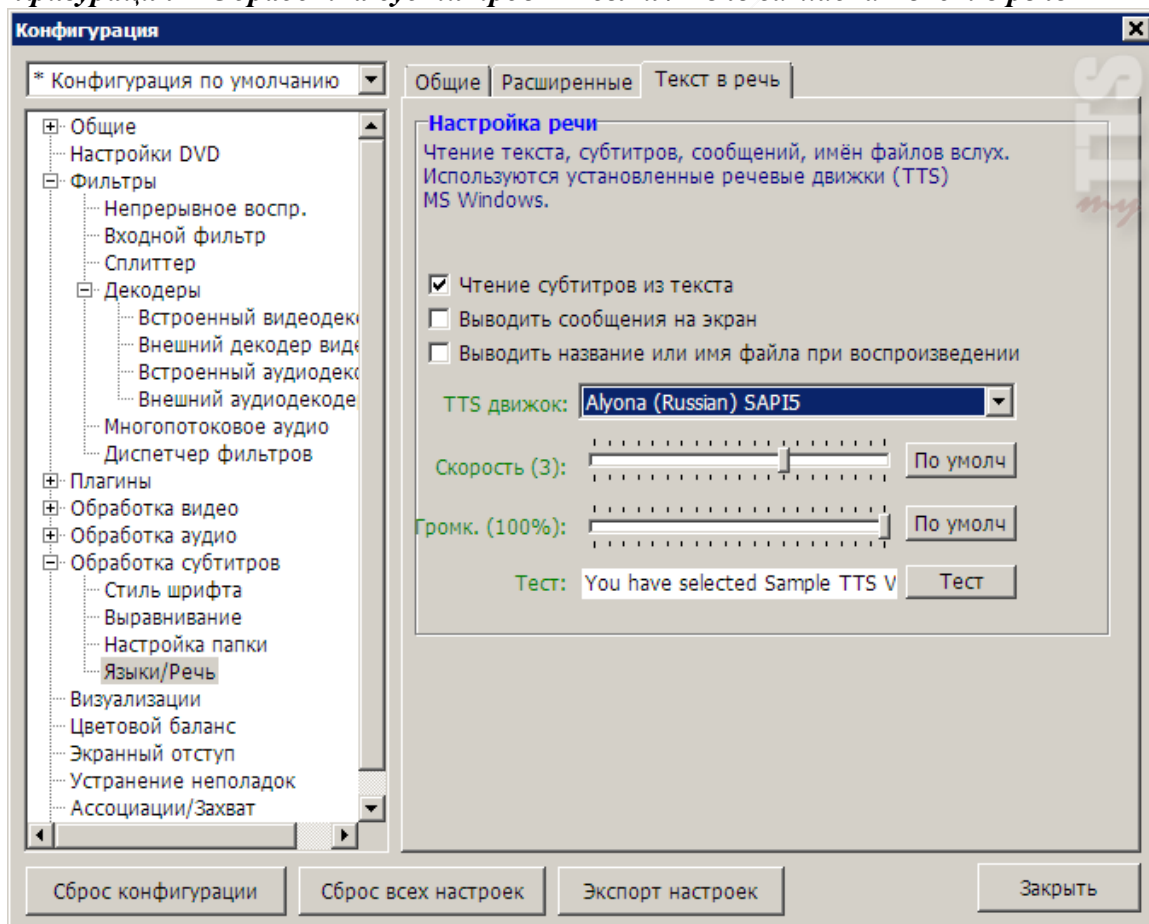 Конфигурация
* Конфигурация по умолчанию
Общие
Настройки DVD
Фильтры
Непрерывное воспр.
Входной фильтр
Сплиттер
Декодеры
Встроенный видеодек
Внешний декодер вид
Встроенный аудиодек
Внешний аудиодекоде
Многопотоковое аудио
Диспетчер фильтров
Плагины
Обработка видео
Обработка аудио
Обработка субтитров
Стиль шрифта
Выравнивание
Настройка папки
Языки/Речь
Визуализации
Цветовой баланс
Экранный отступ
Устранение неполадок
Ассоциации/Захват
Общие Расширенные Текст в речь
Настройка речи
Чтение текста, субтитров, сообщений, имён файлов вслух.
Используются установленные речевые движки (TTS)
MS Windows.
my TTS
Чтение субтитров из текста
Выводить сообщения на экран
Выводить название или имя файла при воспроизведении
TTS движок: Alyona (Russian) SAPI5
Скорость (3): По умолч
Громк. (100%): По умолч
Тест: You have selected Sample TTS V Тест
Сброс конфигурации Сброс всех настроек Экспорт настроек Закрыть